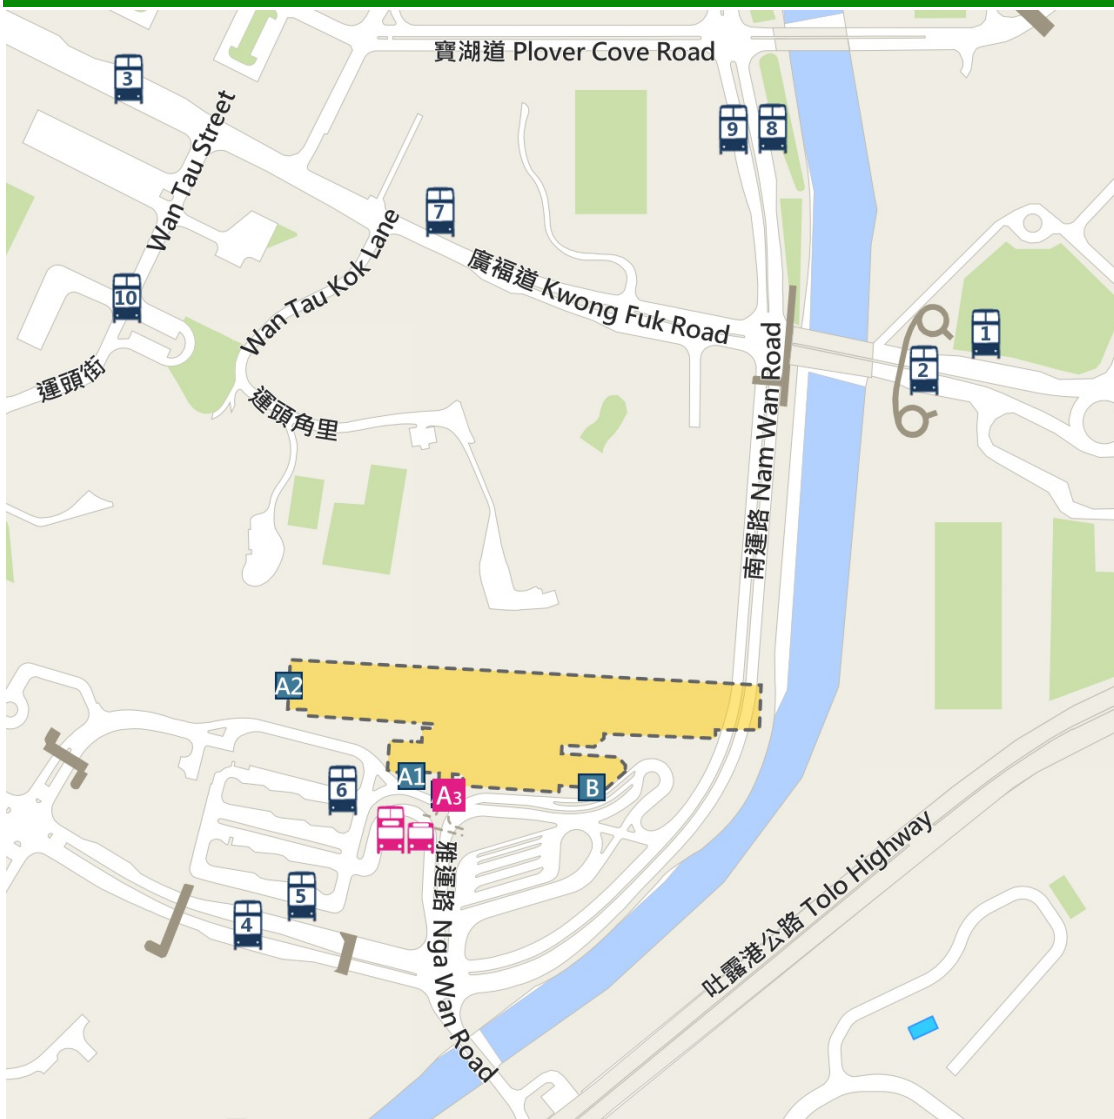 寶湖道 Plover Cove Road
3
9
8
Wan Tau Street
7
Wan Tau Kok Lane
廣福道 Kwong Fuk Road
10
1
2
運頭街
運頭角里
南運路 Nam Wan Road
A2
A1
A3
B
6
5
4
雅運路 Nga Wan Road
吐露港公路 Tolo Highway